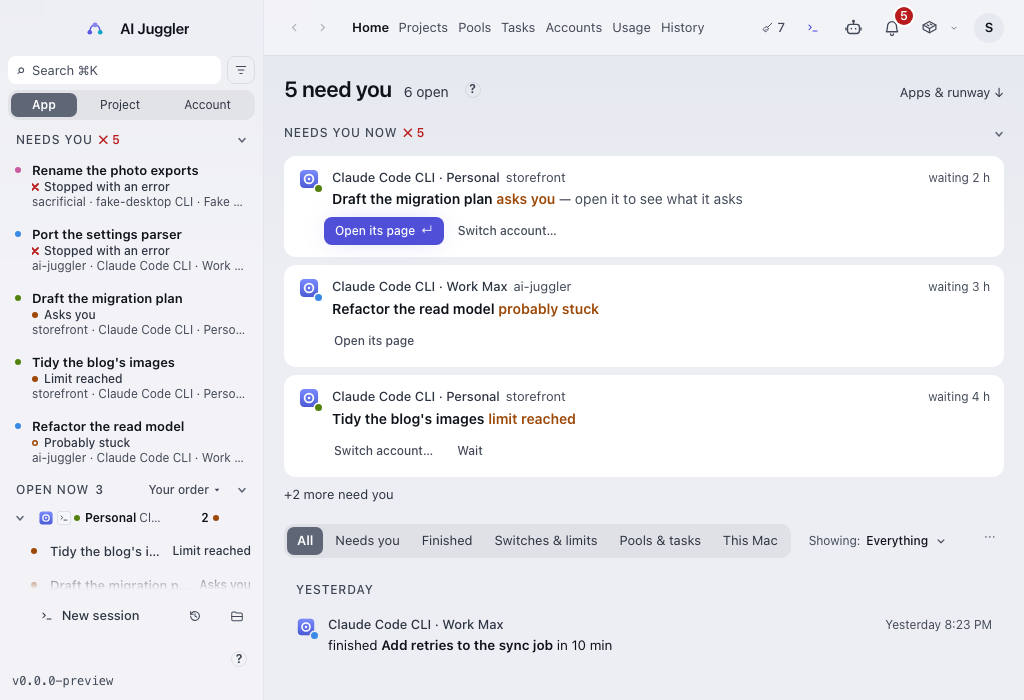 AI Juggler
Search ⌘K
App Project Account
NEEDS YOU ✕ 5
Rename the photo exports
Stopped with an error
sacrificial · fake-desktop CLI · Fake ...
Port the settings parser
Stopped with an error
ai-juggler · Claude Code CLI · Work ...
Draft the migration plan
Asks you
storefront · Claude Code CLI · Perso...
Tidy the blog's images
Limit reached
storefront · Claude Code CLI · Perso...
Refactor the read model
Probably stuck
ai-juggler · Claude Code CLI · Work ...
OPEN NOW 3 Your order
Personal Cl... 2
Tidy the blog's i... Limit reached
Draft the migration p... Asks you
New session
?
v0.0.0-preview
Home Projects Pools Tasks Accounts Usage History 7 5 S
5 need you 6 open ? Apps & runway ↓
NEEDS YOU NOW ✕ 5
Claude Code CLI · Personal storefront waiting 2 h
Draft the migration plan asks you — open it to see what it asks
Open its page ↵ Switch account...
Claude Code CLI · Work Max ai-juggler waiting 3 h
Refactor the read model probably stuck
Open its page
Claude Code CLI · Personal storefront waiting 4 h
Tidy the blog's images limit reached
Switch account... Wait
+2 more need you
All Needs you Finished Switches & limits Pools & tasks This Mac Showing: Everything ...
YESTERDAY
Claude Code CLI · Work Max Yesterday 8:23 PM
finished Add retries to the sync job in 10 min